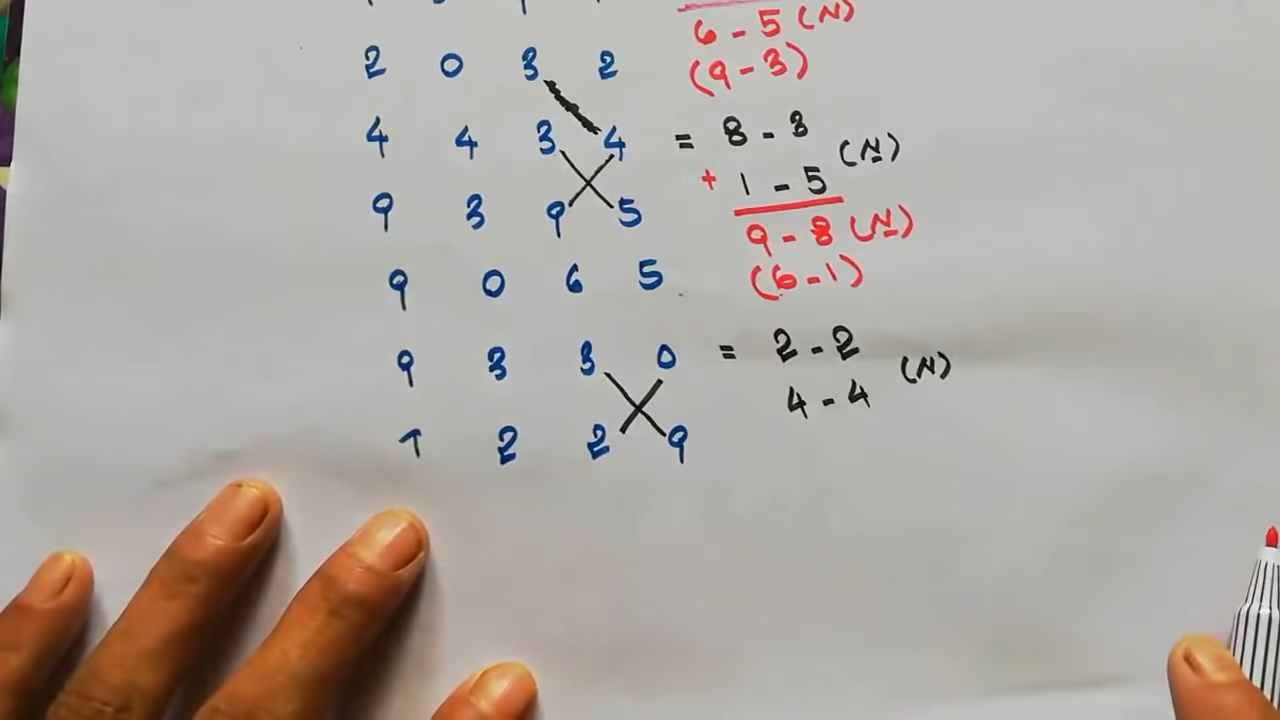 6 - 5 (N)
2 0 3 2 (9 - 3)
4 4 3 4 = 8 - 3
+ 1 - 5 (N)
9 3 9 5
9 - 8 (N)
9 0 6 5 (6 - 1)
9 3 3 0 = 2 - 2
4 - 4 (N)
1 2 2 9